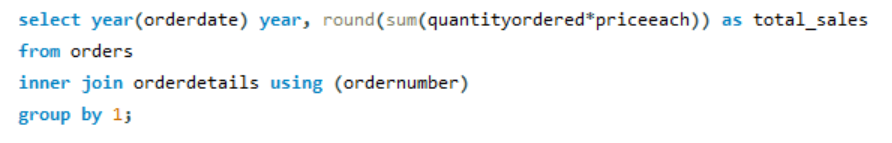 select year(orderdate) year, round(sum(quantityordered*priceeach)) as total_sales
from orders
inner join orderdetails using (ordernumber)
group by 1;